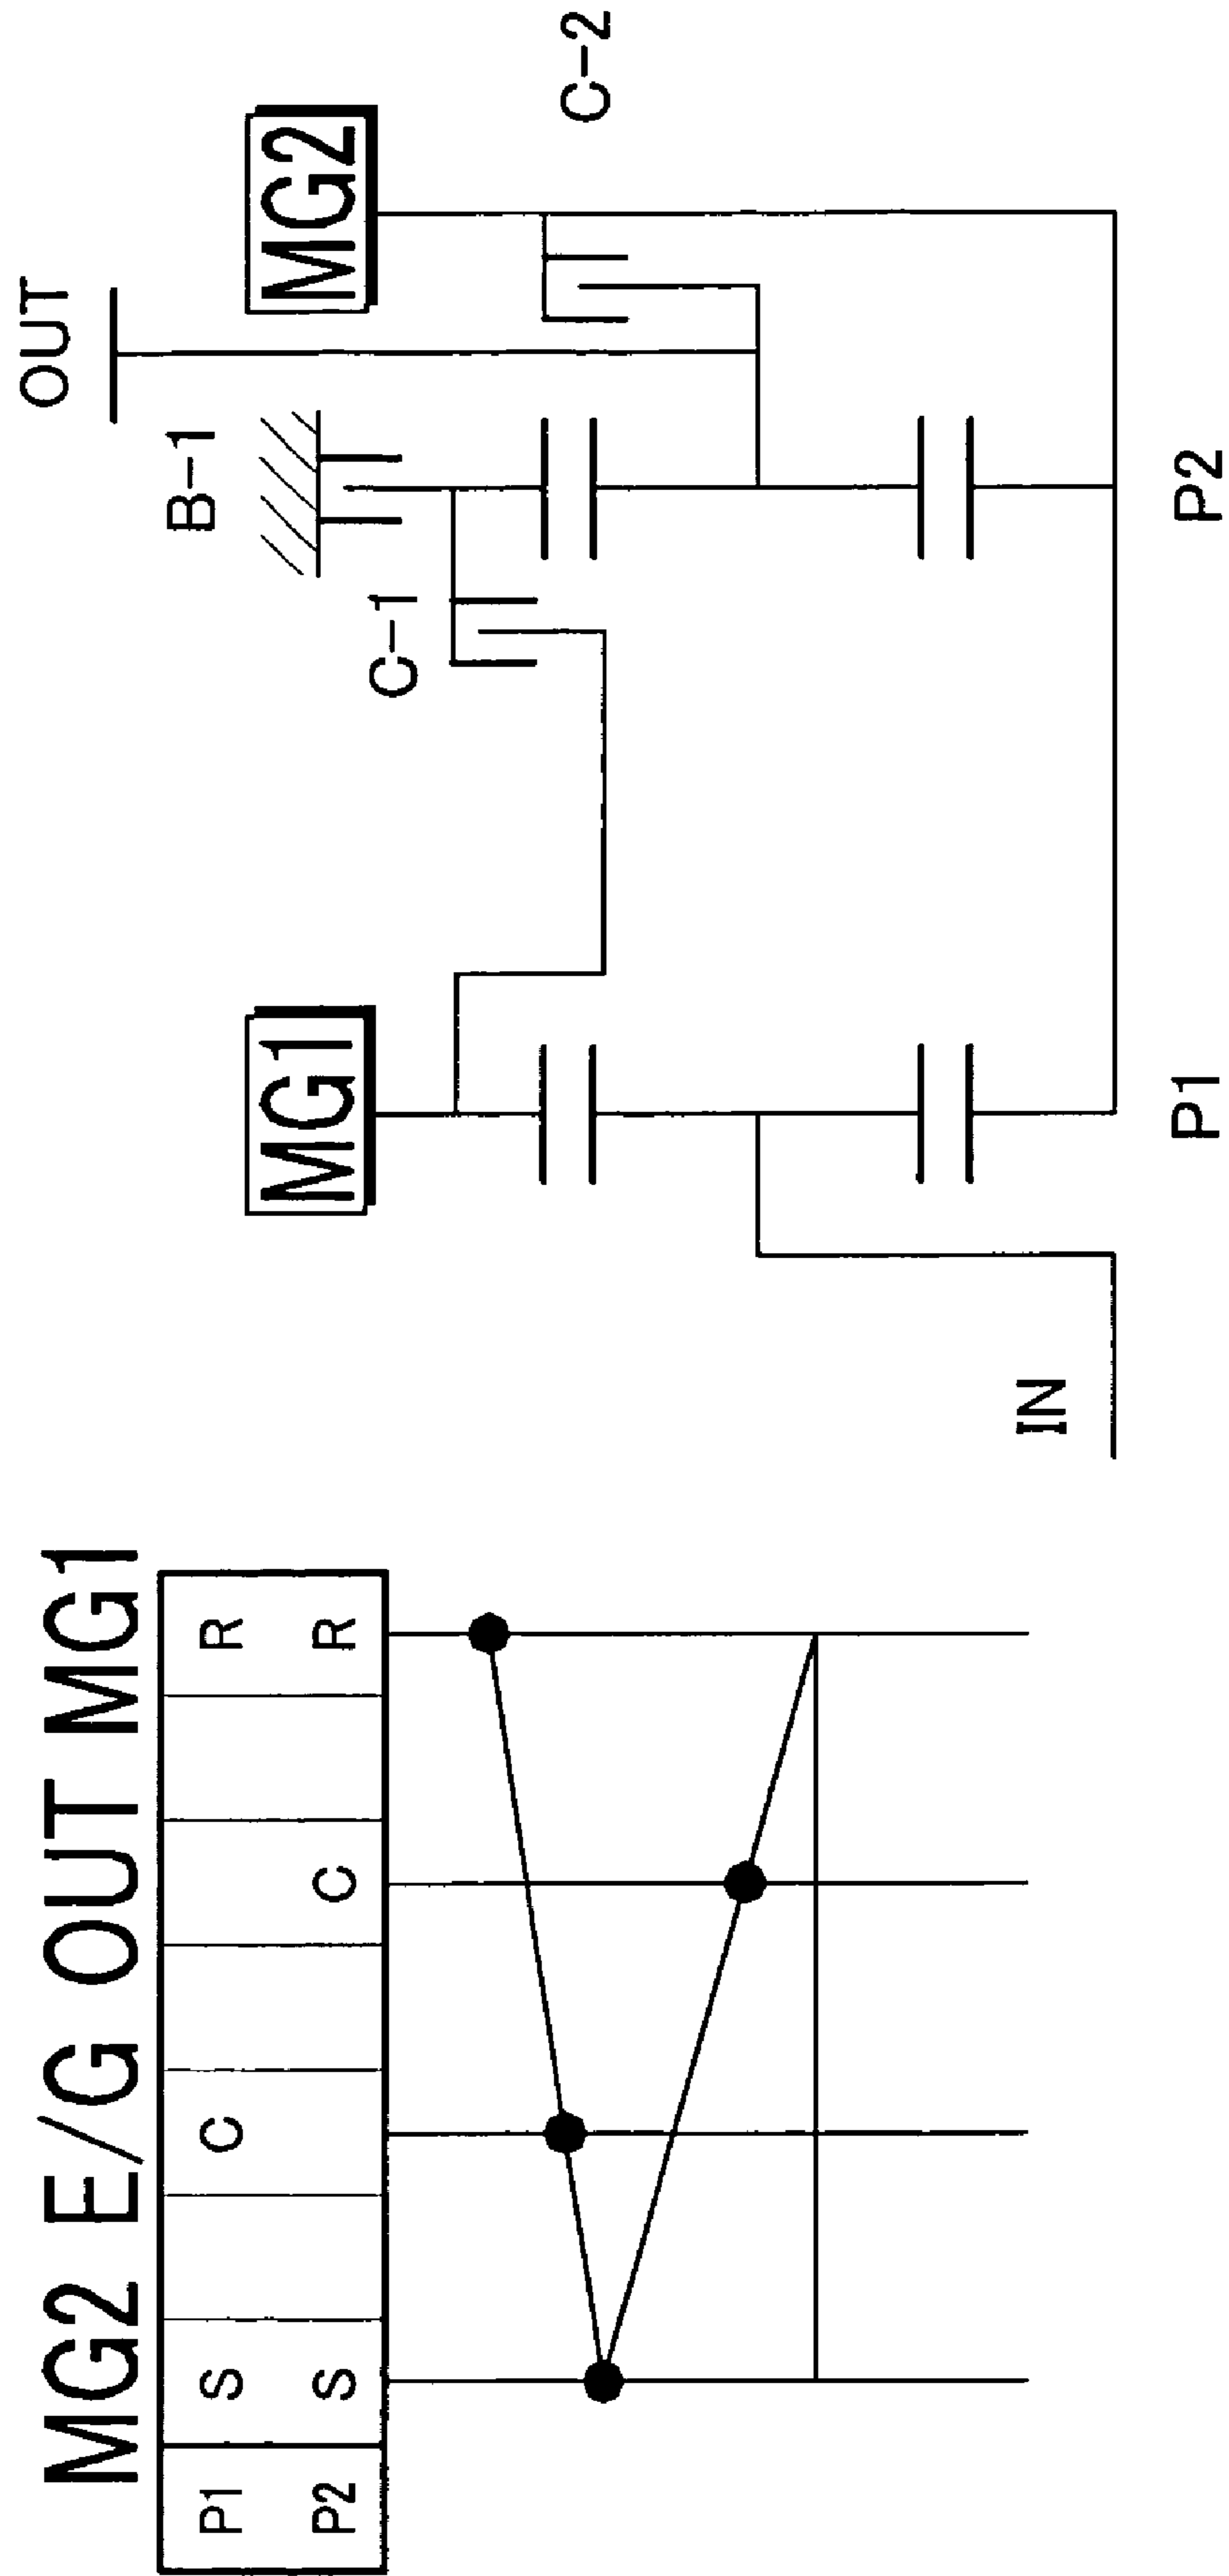 MG2 E/G OUT MG1
P1 S C R
P2 S C R
OUT
B-1
MG1
C-1
MG2
C-2
IN
P1
P2